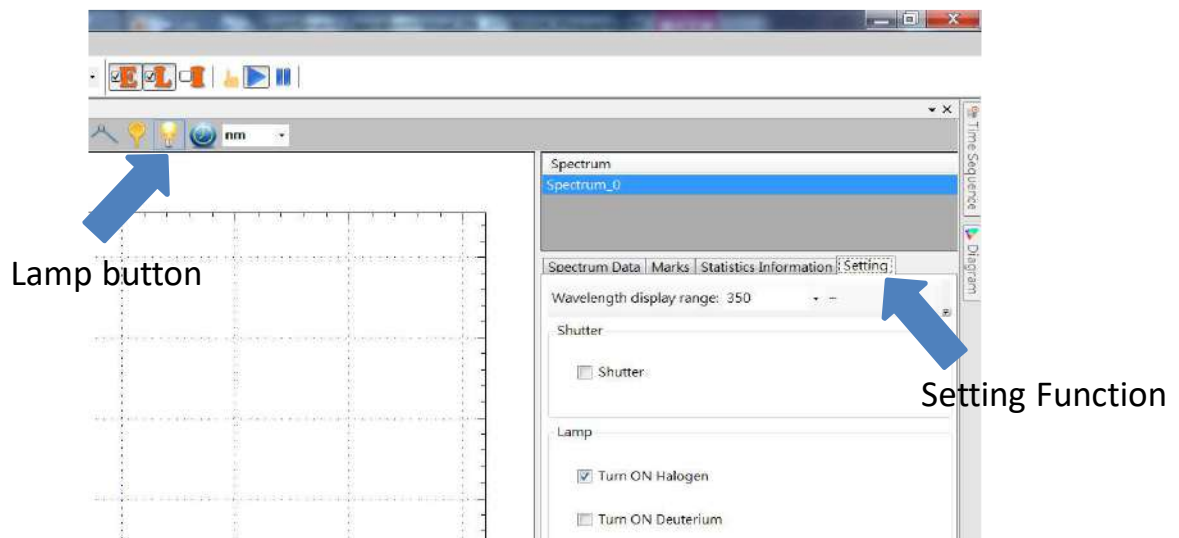 E L I
nm
Time Sequence
Diagram
Spectrum
Spectrum_0
Lamp button
Spectrum Data Marks Statistics Information Setting
Wavelength display range: 350 -
Shutter
Shutter
Setting Function
Lamp
Turn ON Halogen
Turn ON Deuterium